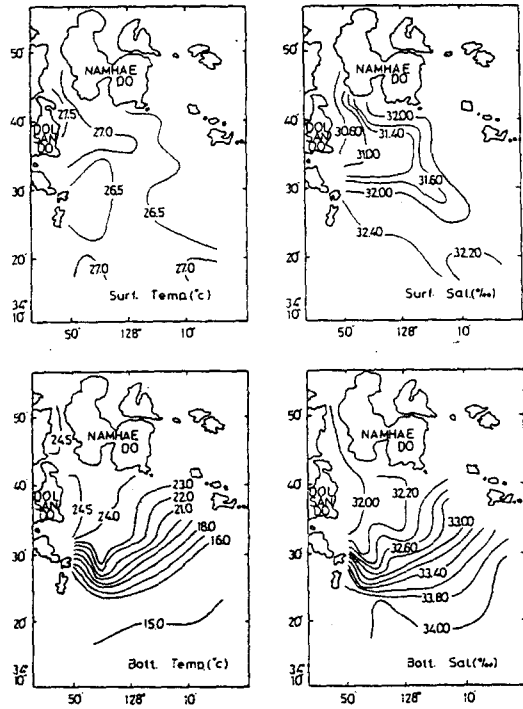 50'
NAMHAE
DO
27.5
40'
27.0
DOL
SAN
DO
30'
26.5
26.5
20'
27.0
27.0
Surf. Temp.(°c)
34°
10'
50'
128°
10'
50'
NAMHAE
DO
40'
32.00
30.80
31.40
DOL
SAN
DO
31.00
31.60
30'
32.00
32.40
32.20
20'
Surf. Sal.(‰)
34°
10'
50'
128°
10'
50'
24.5
NAMHAE
DO
40'
23.0
24.5
22.0
DOL
SAN
DO
24.0
21.0
18.0
30'
16.0
20'
15.0
Bott. Temp.(°c)
34°
10'
50'
128°
10'
50'
NAMHAE
DO
40'
32.00
32.20
DOL
SAN
DO
33.00
30'
32.60
33.40
33.80
34.00
20'
Bott. Sal.(‰)
34°
10'
50'
128°
10'